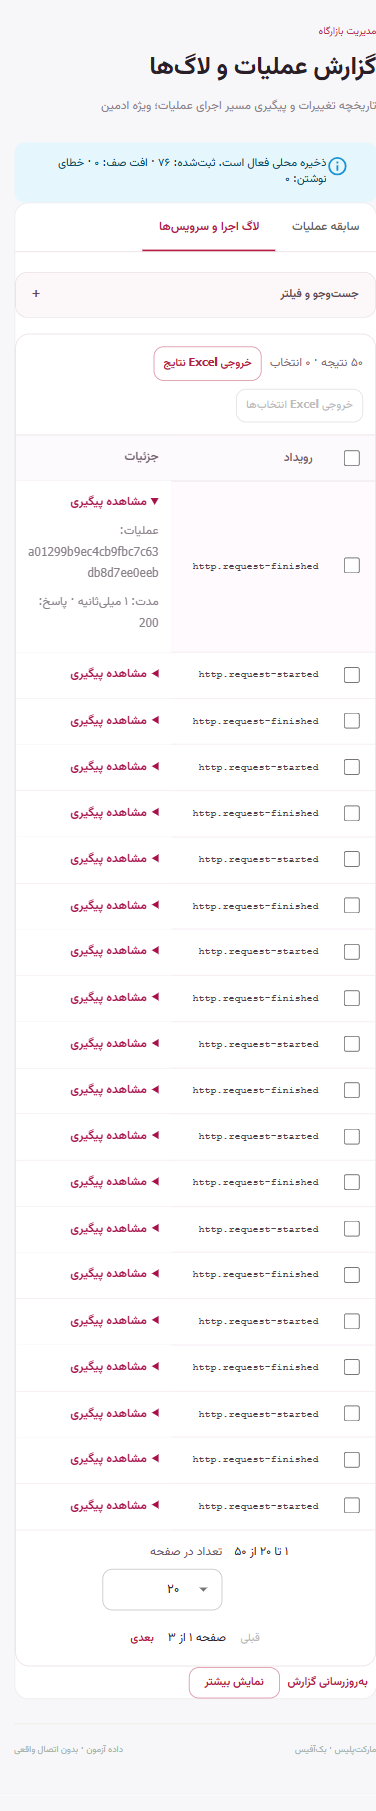 مدیریت بازارگاه
گزارش عملیات و لاگ‌ها
تاریخچه تغییرات و پیگیری مسیر اجرای عملیات؛ ویژه ادمین
ذخیره محلی فعال است. ثبت‌شده: ۷۶ · افت صف: ۰ · خطای
نوشتن: ۰
سابقه عملیات
لاگ اجرا و سرویس‌ها
جست‌وجو و فیلتر
+
۵۰ نتیجه · ۰ انتخاب
خروجی Excel نتایج
خروجی Excel انتخاب‌ها
رویداد
جزئیات
http.request-finished
▼ مشاهده پیگیری
عملیات:
a01299b9ec4cb9fbc7c63
db8d7ee0eeb
مدت: ۱ میلی‌ثانیه · پاسخ:
200
http.request-started
◀ مشاهده پیگیری
http.request-finished
◀ مشاهده پیگیری
http.request-started
◀ مشاهده پیگیری
http.request-finished
◀ مشاهده پیگیری
http.request-started
◀ مشاهده پیگیری
http.request-finished
◀ مشاهده پیگیری
http.request-started
◀ مشاهده پیگیری
http.request-finished
◀ مشاهده پیگیری
http.request-started
◀ مشاهده پیگیری
http.request-finished
◀ مشاهده پیگیری
http.request-started
◀ مشاهده پیگیری
http.request-finished
◀ مشاهده پیگیری
http.request-started
◀ مشاهده پیگیری
http.request-finished
◀ مشاهده پیگیری
http.request-started
◀ مشاهده پیگیری
http.request-finished
◀ مشاهده پیگیری
http.request-started
◀ مشاهده پیگیری
http.request-finished
◀ مشاهده پیگیری
http.request-started
◀ مشاهده پیگیری
۱ تا ۲۰ از ۵۰
تعداد در صفحه
۲۰
قبلی
صفحه ۱ از ۳
بعدی
به‌روزرسانی گزارش
نمایش بیشتر
مارکت‌پلیس · بک‌آفیس
داده آزمون · بدون اتصال واقعی